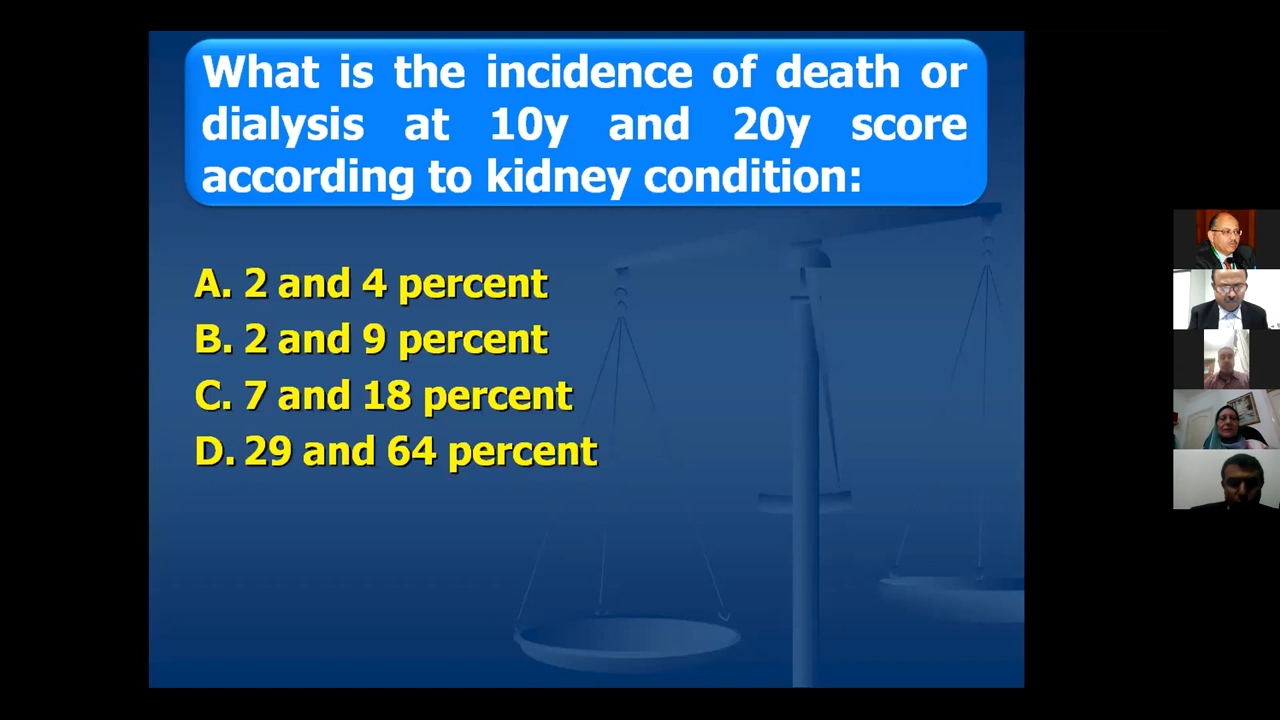 What is the incidence of death or
dialysis at 10y and 20y score
according to kidney condition:
A. 2 and 4 percent
B. 2 and 9 percent
C. 7 and 18 percent
D. 29 and 64 percent